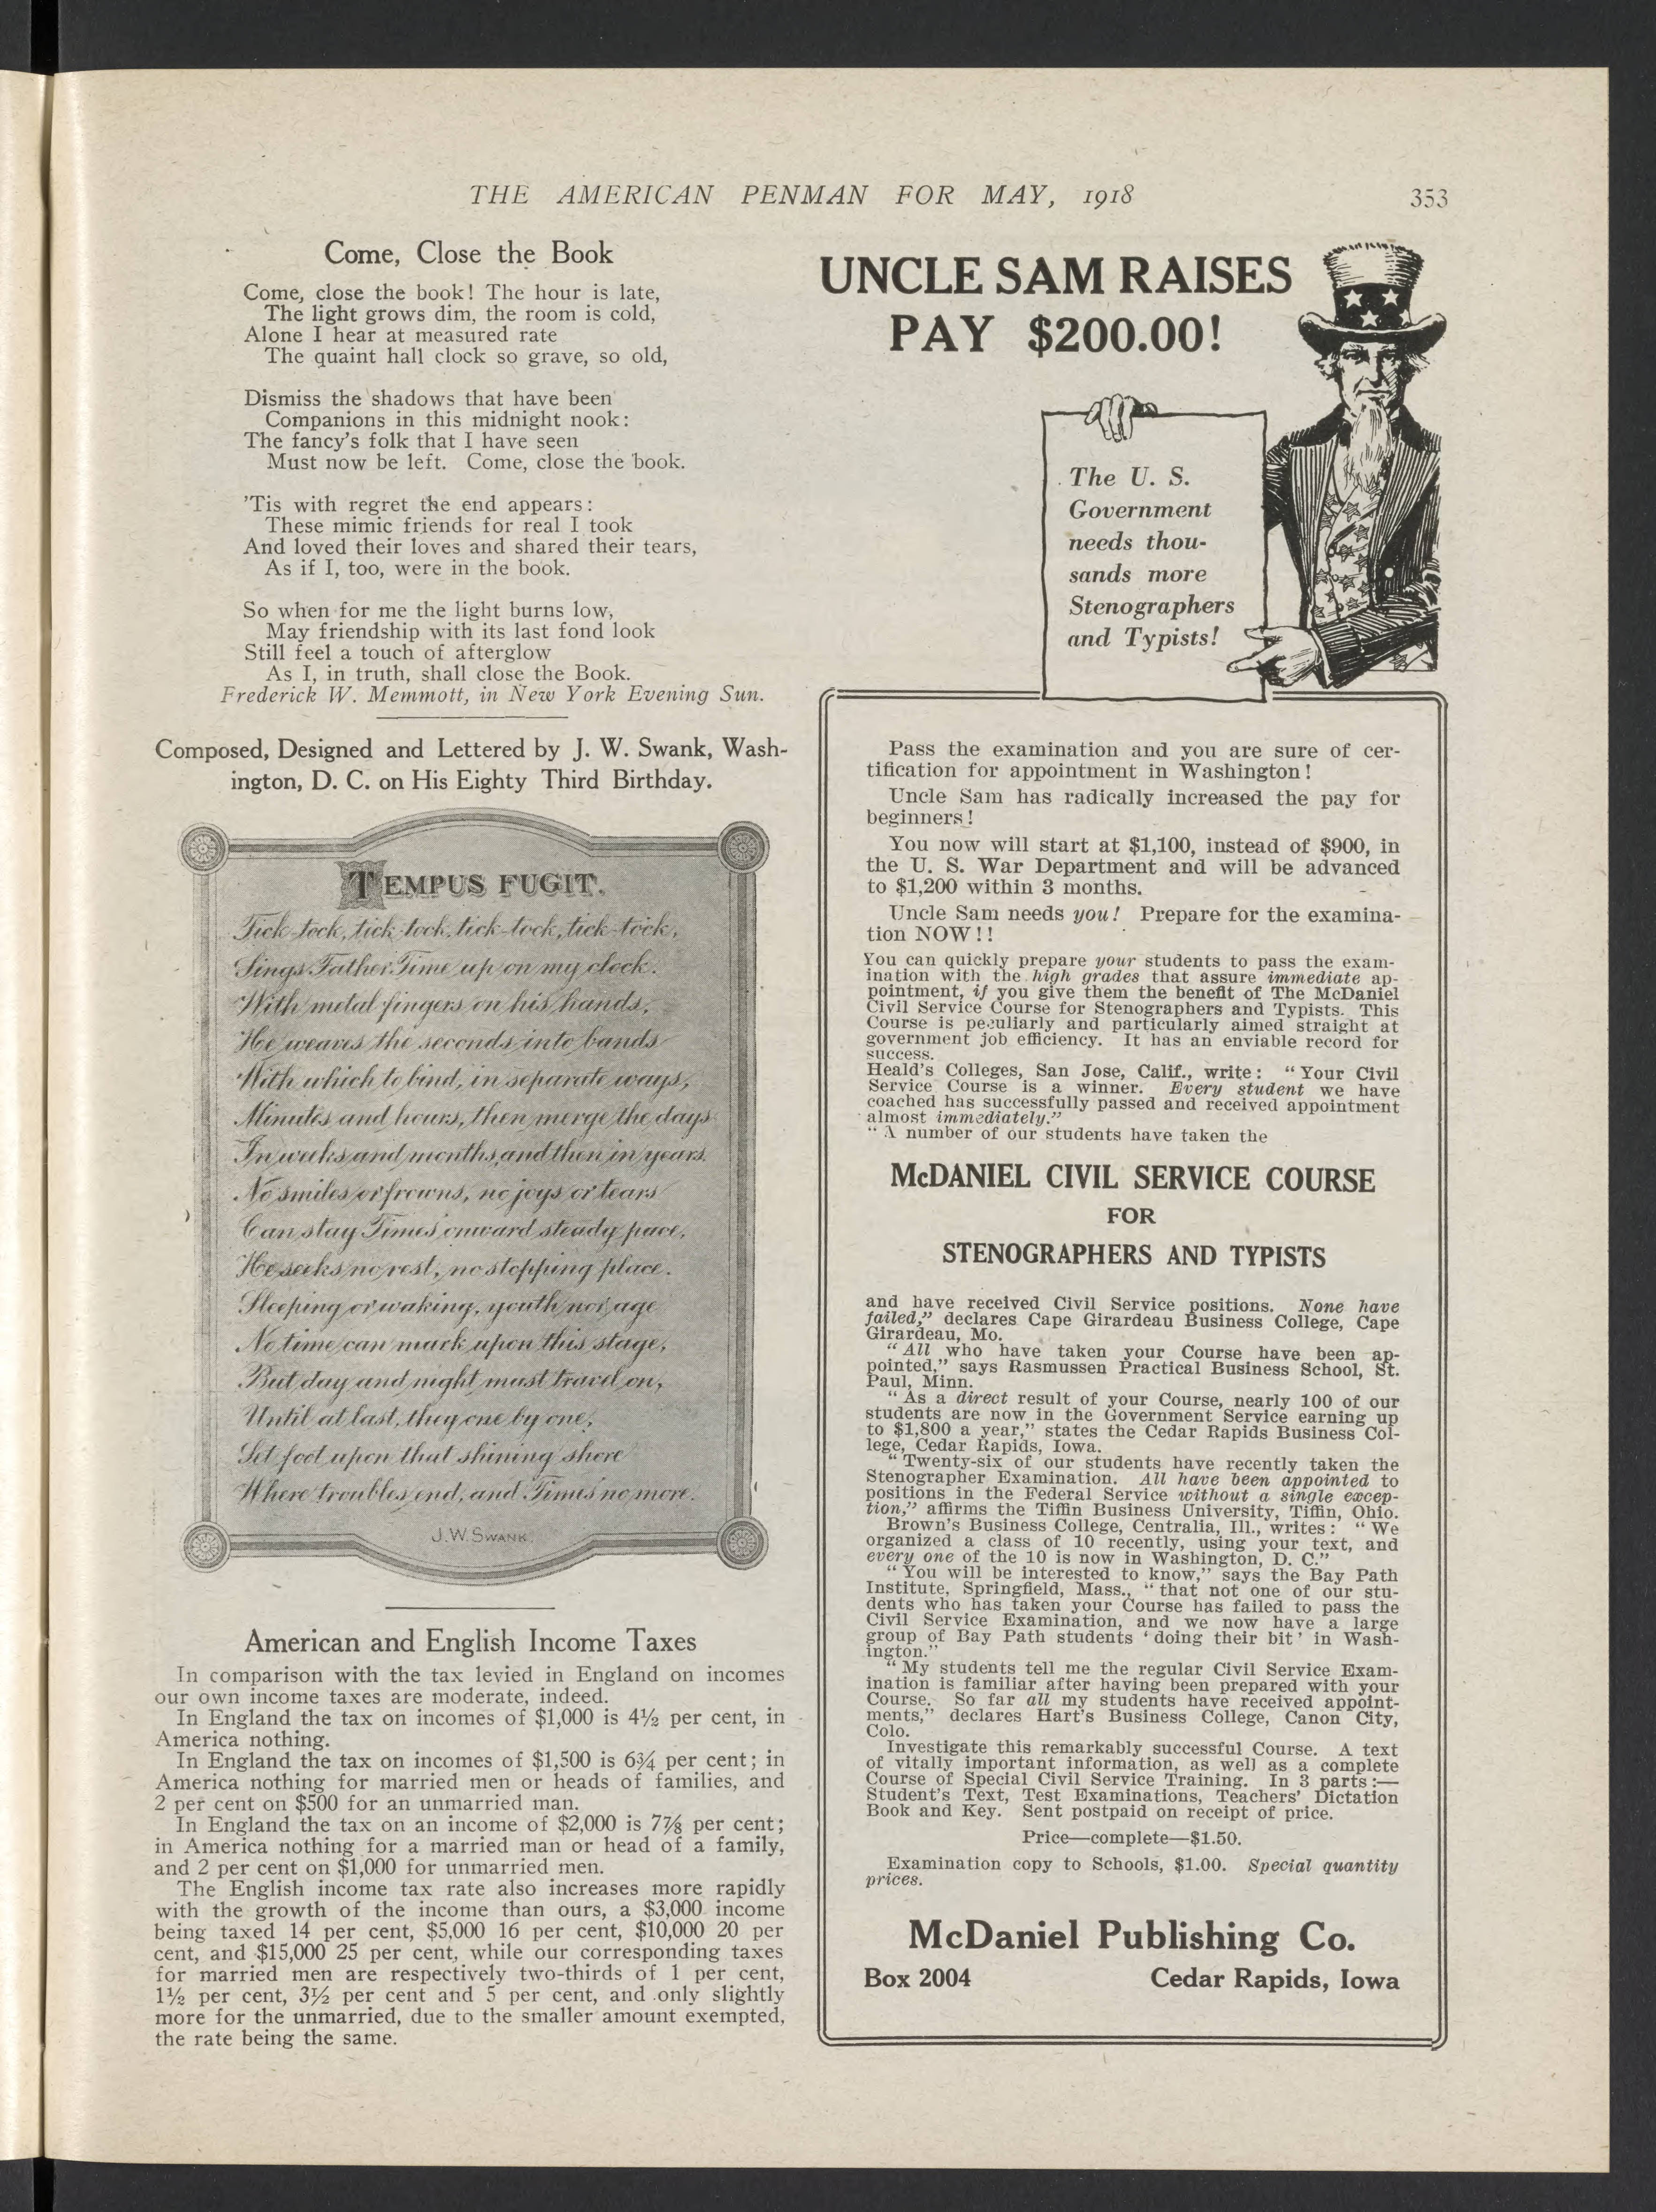 THE AMERICAN PENMAN FOR MAY, 1918
353
Come, Close the Book
Come, close the book! The hour is late,
The light grows dim, the room is cold,
Alone I hear at measured rate
The quaint hall clock so grave, so old,
Dismiss the shadows that have been
Companions in this midnight nook:
The fancy's folk that I have seen
Must now be left. Come, close the book.
'Tis with regret the end appears:
These mimic friends for real I took
And loved their loves and shared their tears,
As if I, too, were in the book.
So when for me the light burns low,
May friendship with its last fond look
Still feel a touch of afterglow
As I, in truth, shall close the Book.
Frederick W. Memmott, in New York Evening Sun.
Composed, Designed and Lettered by J. W. Swank, Wash-
ington, D. C. on His Eighty Third Birthday.
TEMPUS FUGIT.
Tick-tock, tick-tock, tick-tock, tick-tock,
Sings Father Time up on my clock.
With metal fingers on his hands,
He weaves the seconds into bands
With which to bind, in separate ways,
Minutes and hours, then merge the days
In weeks and months, and then in years.
No smiles or frowns, no joys or tears
Can stay Times' onward steady pace,
He seeks no rest, no stopping place.
Sleeping or waking, youth nor age
No time can mark upon this stage,
But day and night must travel on,
Until at last, they one by one,
Set foot upon that shining shore
Where troubles end, and Time's no more.
J.W. SWANK.
American and English Income Taxes
In comparison with the tax levied in England on incomes
our own income taxes are moderate, indeed.
In England the tax on incomes of $1,000 is 4½ per cent, in
America nothing.
In England the tax on incomes of $1,500 is 6¾ per cent; in
America nothing for married men or heads of families, and
2 per cent on $500 for an unmarried man.
In England the tax on an income of $2,000 is 7⅞ per cent;
in America nothing for a married man or head of a family,
and 2 per cent on $1,000 for unmarried men.
The English income tax rate also increases more rapidly
with the growth of the income than ours, a $3,000 income
being taxed 14 per cent, $5,000 16 per cent, $10,000 20 per
cent, and $15,000 25 per cent, while our corresponding taxes
for married men are respectively two-thirds of 1 per cent,
1½ per cent, 3½ per cent and 5 per cent, and only slightly
more for the unmarried, due to the smaller amount exempted,
the rate being the same.
UNCLE SAM RAISES
PAY $200.00!
The U. S.
Government
needs thou-
sands more
Stenographers
and Typists!
Pass the examination and you are sure of cer-
tification for appointment in Washington!
Uncle Sam has radically increased the pay for
beginners!
You now will start at $1,100, instead of $900, in
the U. S. War Department and will be advanced
to $1,200 within 3 months.
Uncle Sam needs you! Prepare for the examina-
tion NOW!!
You can quickly prepare your students to pass the exam-
ination with the high grades that assure immediate ap-
pointment, if you give them the benefit of The McDaniel
Civil Service Course for Stenographers and Typists. This
Course is peculiarly and particularly aimed straight at
government job efficiency. It has an enviable record for
success.
Heald's Colleges, San Jose, Calif., write: "Your Civil
Service Course is a winner. Every student we have
coached has successfully passed and received appointment
almost immediately."
"A number of our students have taken the
McDANIEL CIVIL SERVICE COURSE
FOR
STENOGRAPHERS AND TYPISTS
and have received Civil Service positions. None have
failed," declares Cape Girardeau Business College, Cape
Girardeau, Mo.
"All who have taken your Course have been ap-
pointed," says Rasmussen Practical Business School, St.
Paul, Minn.
"As a direct result of your Course, nearly 100 of our
students are now in the Government Service earning up
to $1,800 a year," states the Cedar Rapids Business Col-
lege, Cedar Rapids, Iowa.
"Twenty-six of our students have recently taken the
Stenographer Examination. All have been appointed to
positions in the Federal Service without a single excep-
tion," affirms the Tiffin Business University, Tiffin, Ohio.
Brown's Business College, Centralia, Ill., writes: "We
organized a class of 10 recently, using your text, and
every one of the 10 is now in Washington, D. C."
"You will be interested to know," says the Bay Path
Institute, Springfield, Mass., "that not one of our stu-
dents who has taken your Course has failed to pass the
Civil Service Examination, and we now have a large
group of Bay Path students 'doing their bit' in Wash-
ington."
"My students tell me the regular Civil Service Exam-
ination is familiar after having been prepared with your
Course. So far all my students have received appoint-
ments," declares Hart's Business College, Canon City,
Colo.
Investigate this remarkably successful Course. A text
of vitally important information, as well as a complete
Course of Special Civil Service Training. In 3 parts:—
Student's Text, Test Examinations, Teachers' Dictation
Book and Key. Sent postpaid on receipt of price.
Price—complete—$1.50.
Examination copy to Schools, $1.00. Special quantity
prices.
McDaniel Publishing Co.
Box 2004 Cedar Rapids, Iowa